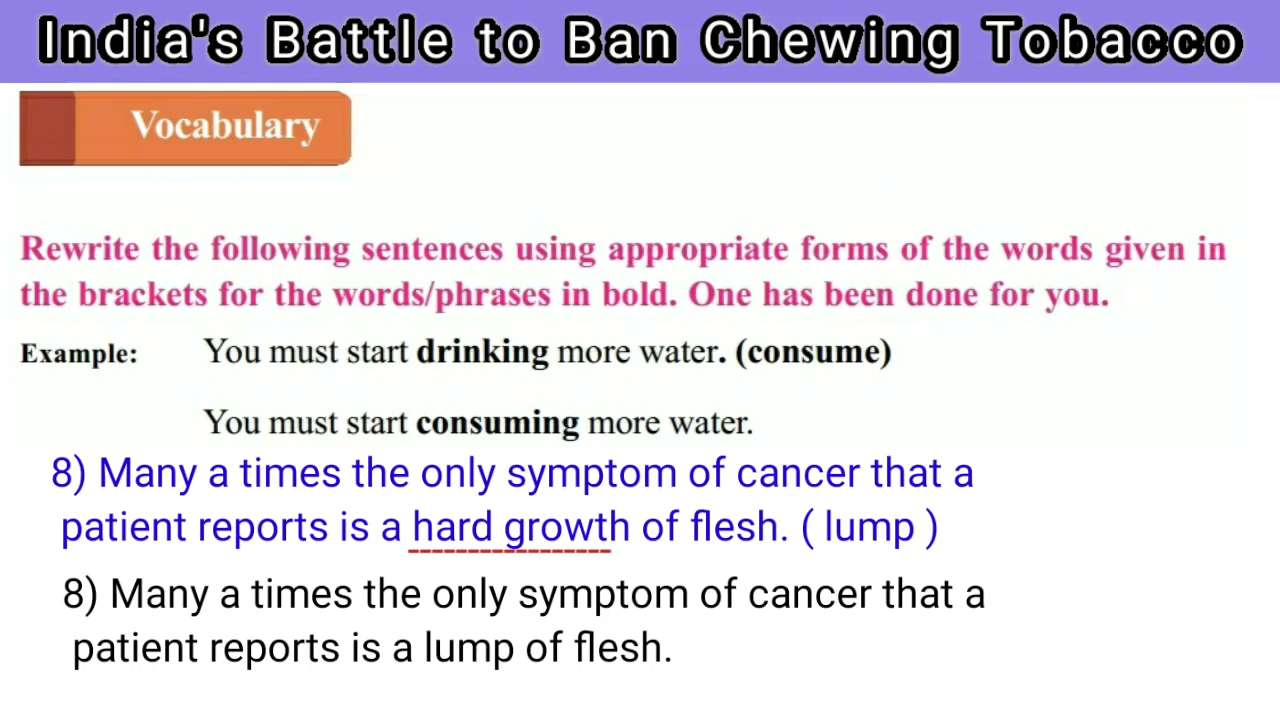 India's Battle to Ban Chewing Tobacco
Vocabulary
Rewrite the following sentences using appropriate forms of the words given in
the brackets for the words/phrases in bold. One has been done for you.
Example: You must start drinking more water. (consume)
You must start consuming more water.
8) Many a times the only symptom of cancer that a
patient reports is a hard growth of flesh. ( lump )
8) Many a times the only symptom of cancer that a
patient reports is a lump of flesh.